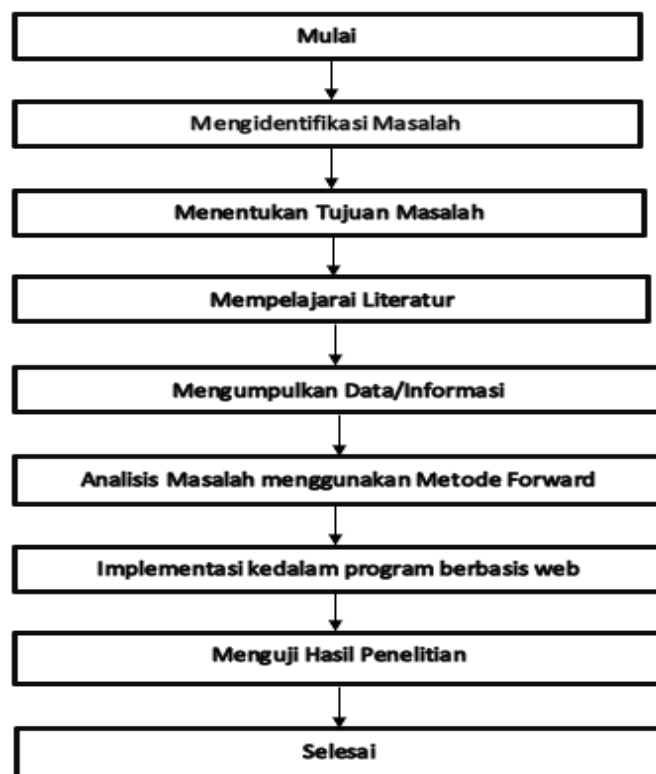 Mulai
Mengidentifikasi Masalah
Menentukan Tujuan Masalah
Mempelajarai Literatur
Mengumpulkan Data/Informasi
Analisis Masalah menggunakan Metode Forward
Implementasi kedalam program berbasis web
Menguji Hasil Penelitian
Selesai